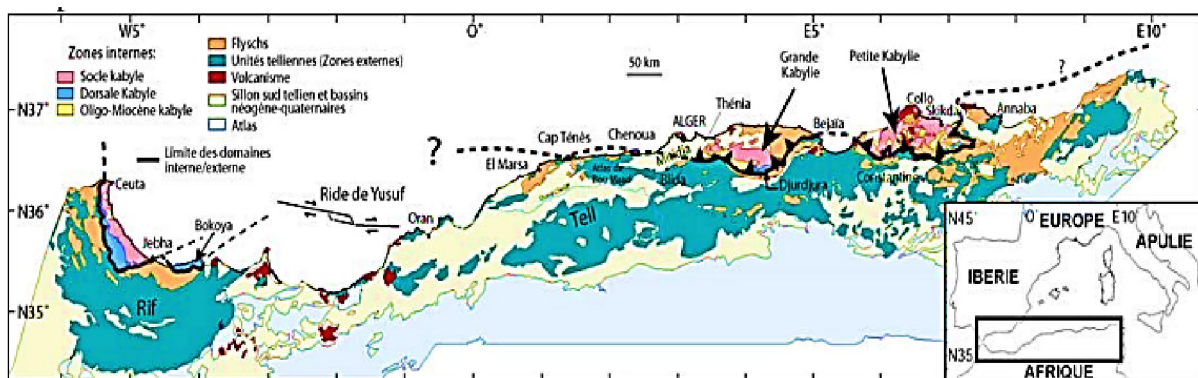 W5°
0°
E5°
E10°
Zones internes:
Socle kabyle
Dorsale Kabyle
Oligo-Miocène kabyle
Flyschs
Unités telliennes (Zones externes)
Volcanisme
Sillon sud tellien et bassins
néogène-quaternaires
Atlas
Limite des domaines
interne/externe
50 km
Grande
Kabylie
Petite Kabylie
?
N37
N36
N35
Ceuta
Jebha
Bokoya
Rif
Ride de Yusuf
Oran
?
El Marsa
Cap Ténès
Chenoua
ALGER
Thénia
Blida
Tell
Djurdjura
Bejaïa
Collo
Skikda
Annaba
Constantine
N45
0°
EUROPE
E10°
APULIE
IBERIE
N35
AFRIQUE